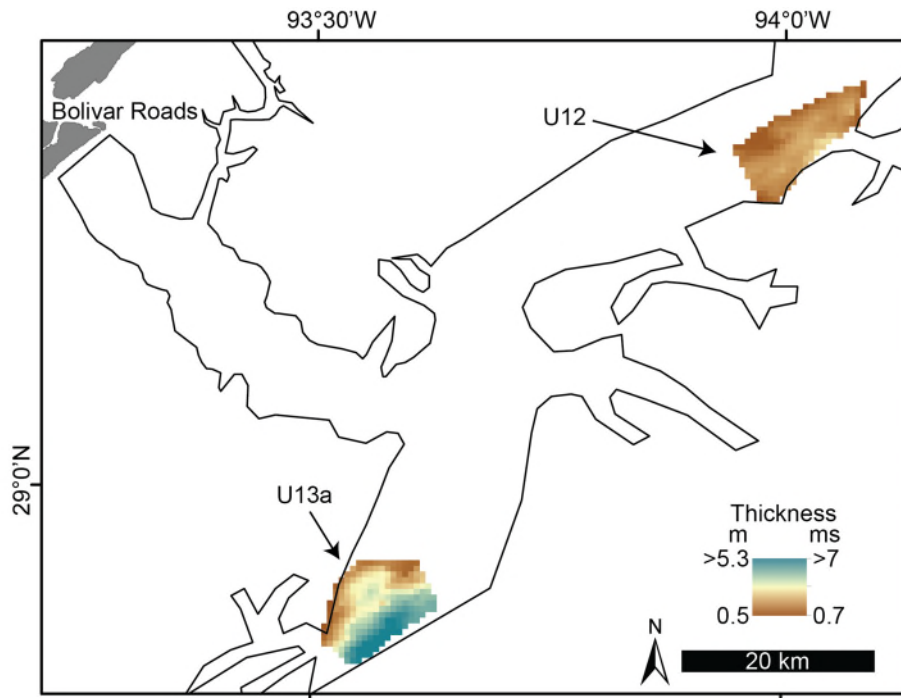 93°30'W 94°0'W
Bolivar Roads
U12
29°0'N
U13a
Thickness
m ms
>5.3 >7
0.5 0.7
N
20 km